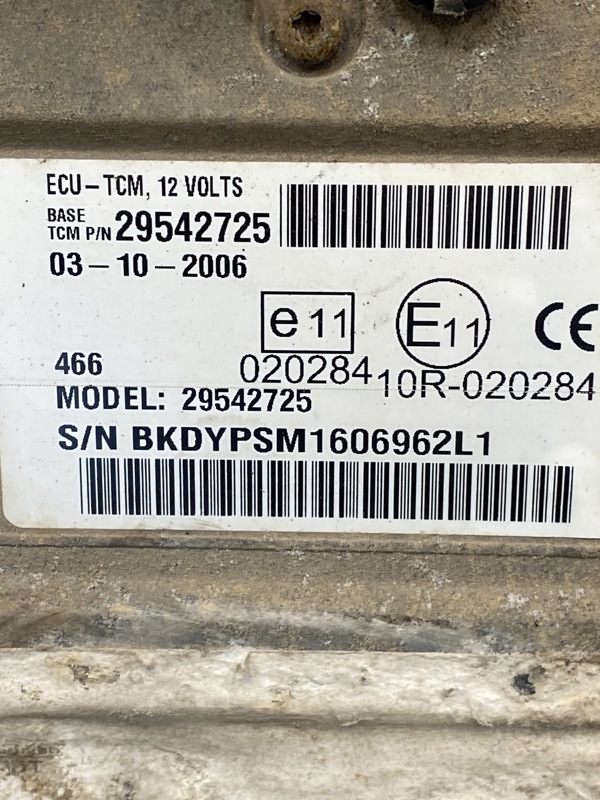 ECU-TCM, 12 VOLTS
BASE
TCM P/N 29542725
03-10-2006
e 11
E11
CE
020284
10R-020284
466
MODEL: 29542725
S/N BKDYPSM1606962L1